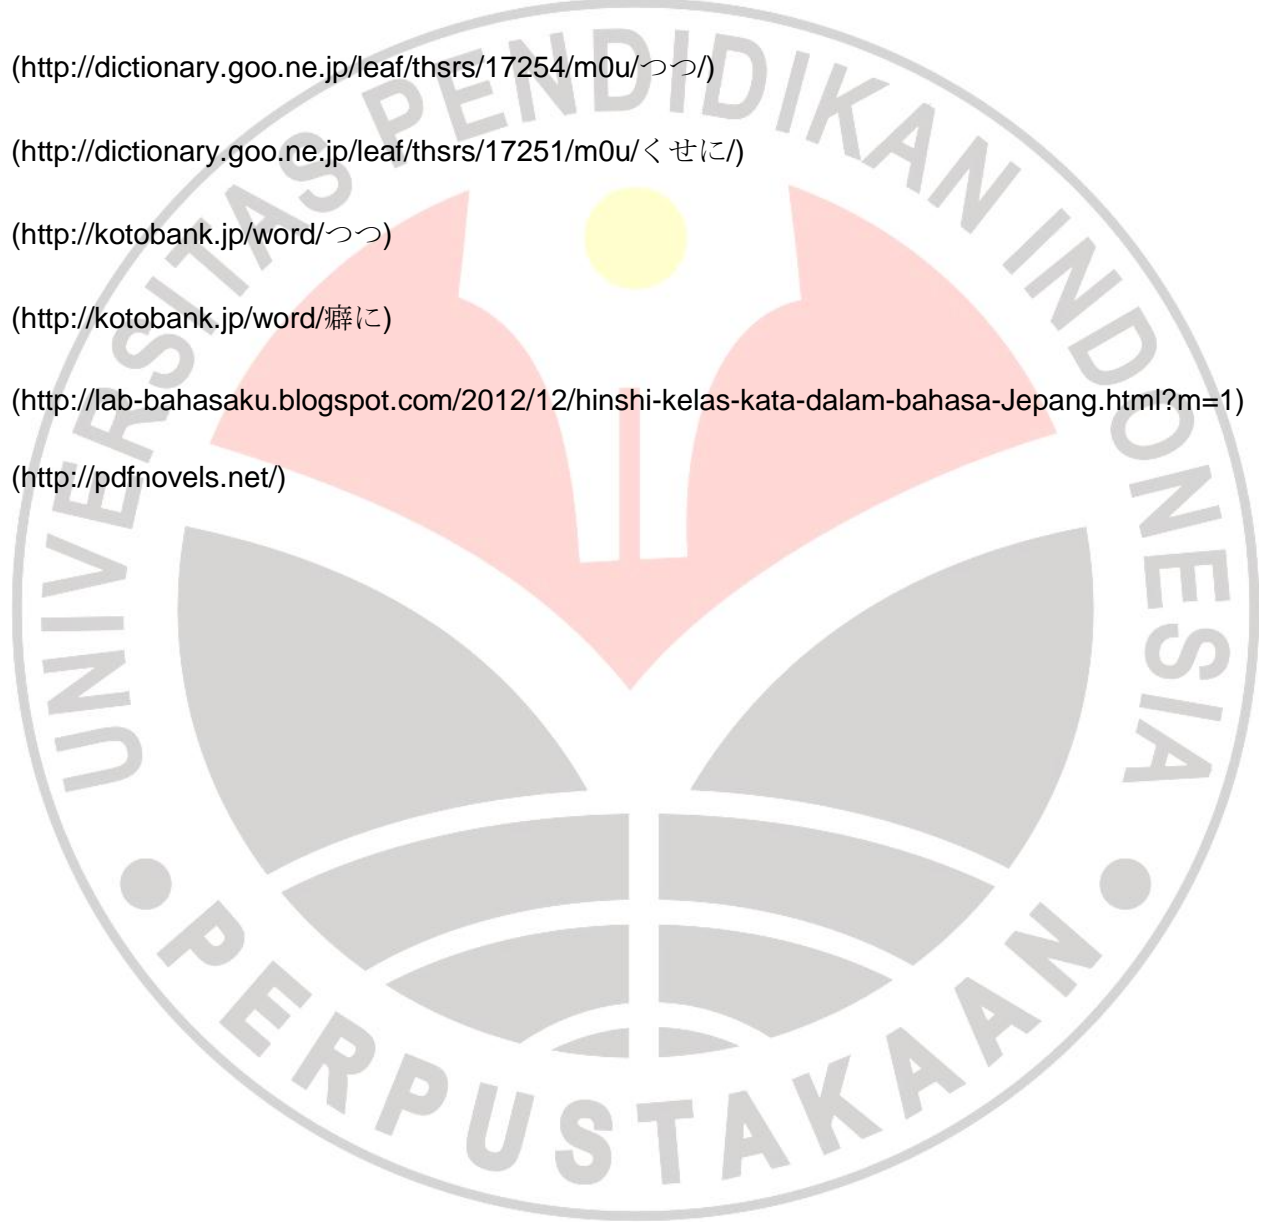 (http://dictionary.goo.ne.jp/leaf/thsrs/17254/m0u/つつ/)
(http://dictionary.goo.ne.jp/leaf/thsrs/17251/m0u/くせに/)
(http://kotobank.jp/word/つつ)
(http://kotobank.jp/word/癖に)
(http://lab-bahasaku.blogspot.com/2012/12/hinshi-kelas-kata-dalam-bahasa-Jepang.html?m=1)
(http://pdfnovels.net/)
UNIVERSITAS PENDIDIKAN INDONESIA
PERPUSTAKAAN